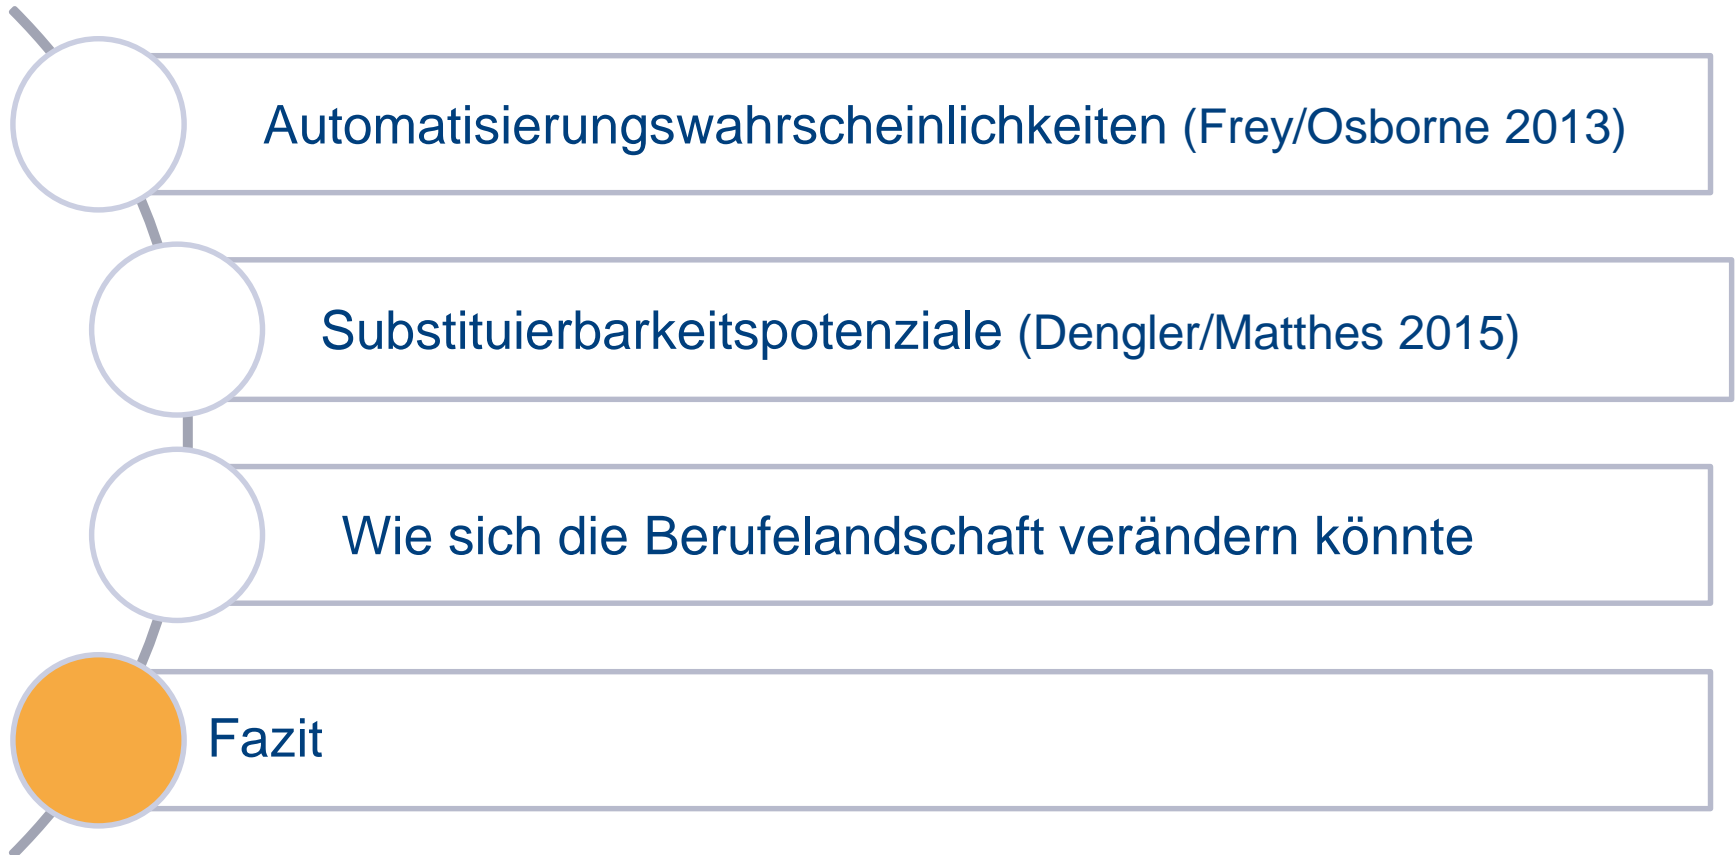 Automatisierungswahrscheinlichkeiten (Frey/Osborne 2013)
Substituierbarkeitspotenziale (Dengler/Matthes 2015)
Wie sich die Berufelandschaft verändern könnte
Fazit